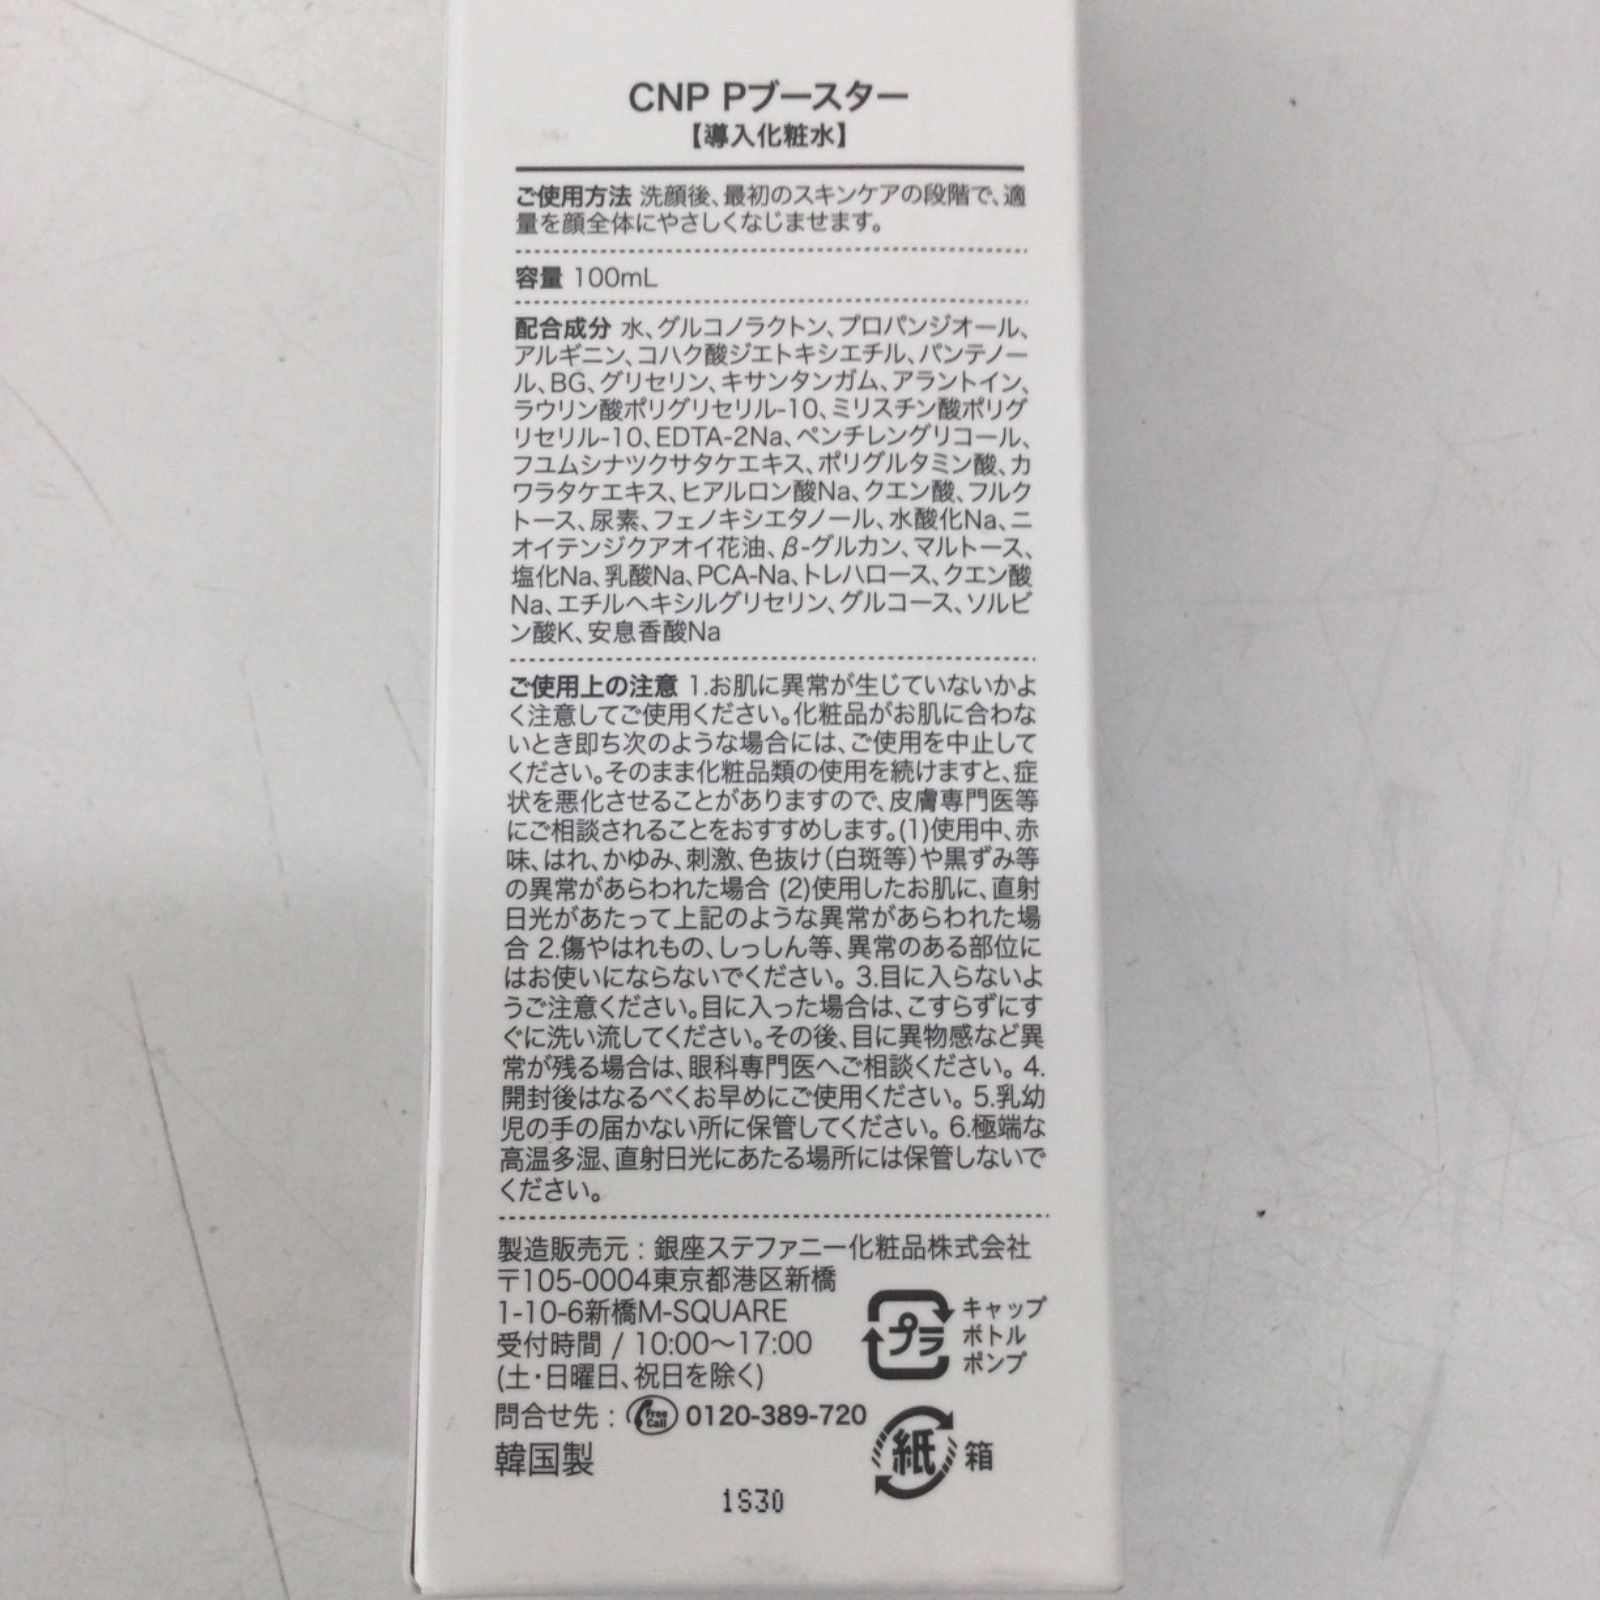 CNP Pブースター
【導入化粧水】
ご使用方法 洗顔後、最初のスキンケアの段階で、適
量を顔全体にやさしくなじませます。
容量 100mL
配合成分 水、グルコノラクトン、プロパンジオール、
アルギニン、コハク酸ジエトキシエチル、パンテノー
ル、BG、グリセリン、キサンタンガム、アラントイン、
ラウリン酸ポリグリセリル-10、ミリスチン酸ポリグ
リセリル-10、EDTA-2Na、ペンチレングリコール、
フユムシナツクサタケエキス、ポリグルタミン酸、カ
ワラタケエキス、ヒアルロン酸Na、クエン酸、フルク
トース、尿素、フェノキシエタノール、水酸化Na、ニ
オイテンジクアオイ花油、β-グルカン、マルトース、
塩化Na、乳酸Na、PCA-Na、トレハロース、クエン酸
Na、エチルヘキシルグリセリン、グルコース、ソルビ
ン酸K、安息香酸Na
ご使用上の注意 1.お肌に異常が生じていないかよ
く注意してご使用ください。化粧品がお肌に合わな
いとき即ち次のような場合には、ご使用を中止して
ください。そのまま化粧品類の使用を続けますと、症
状を悪化させることがありますので、皮膚専門医等
にご相談されることをおすすめします。(1)使用中、赤
味、はれ、かゆみ、刺激、色抜け(白斑等)や黒ずみ等
の異常があらわれた場合 (2)使用したお肌に、直射
日光があたって上記のような異常があらわれた場
合 2.傷やはれもの、しっしん等、異常のある部位に
はお使いにならないでください。 3.目に入らないよ
うご注意ください。目に入った場合は、こすらずにす
ぐに洗い流してください。その後、目に異物感など異
常が残る場合は、眼科専門医へご相談ください。 4.
開封後はなるべくお早めにご使用ください。 5.乳幼
児の手の届かない所に保管してください。 6.極端な
高温多湿、直射日光にあたる場所には保管しないで
ください。
製造販売元 : 銀座ステファニー化粧品株式会社
〒105-0004東京都港区新橋
1-10-6新橋M-SQUARE
受付時間 / 10:00〜17:00
(土・日曜日、祝日を除く)
問合せ先 : Free Call 0120-389-720
韓国製
プラ
キャップ
ボトル
ポンプ
紙 箱
1S30